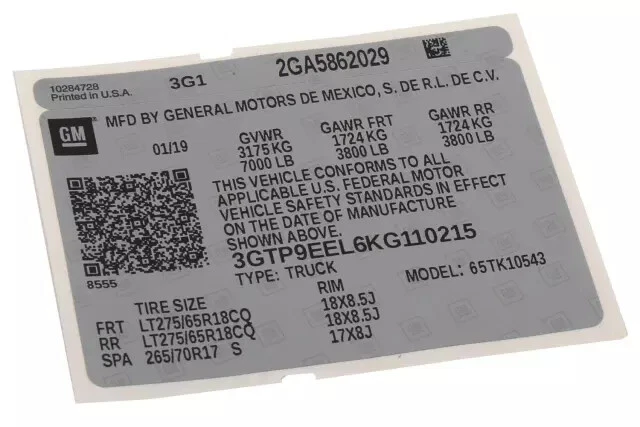 10284728
Printed in U.S.A.
3G1
2GA5862029
MFD BY GENERAL MOTORS DE MEXICO, S. DE R.L. DE C.V.
GM
01/19
GVWR GAWR FRT GAWR RR
3175 KG 1724 KG 1724 KG
7000 LB 3800 LB 3800 LB
THIS VEHICLE CONFORMS TO ALL
APPLICABLE U.S. FEDERAL MOTOR
VEHICLE SAFETY STANDARDS IN EFFECT
ON THE DATE OF MANUFACTURE
SHOWN ABOVE.
3GTP9EEL6KG110215
TYPE: TRUCK MODEL: 65TK10543
8555
TIRE SIZE RIM
FRT LT275/65R18CQ 18X8.5J
RR LT275/65R18CQ 18X8.5J
SPA 265/70R17 S 17X8J